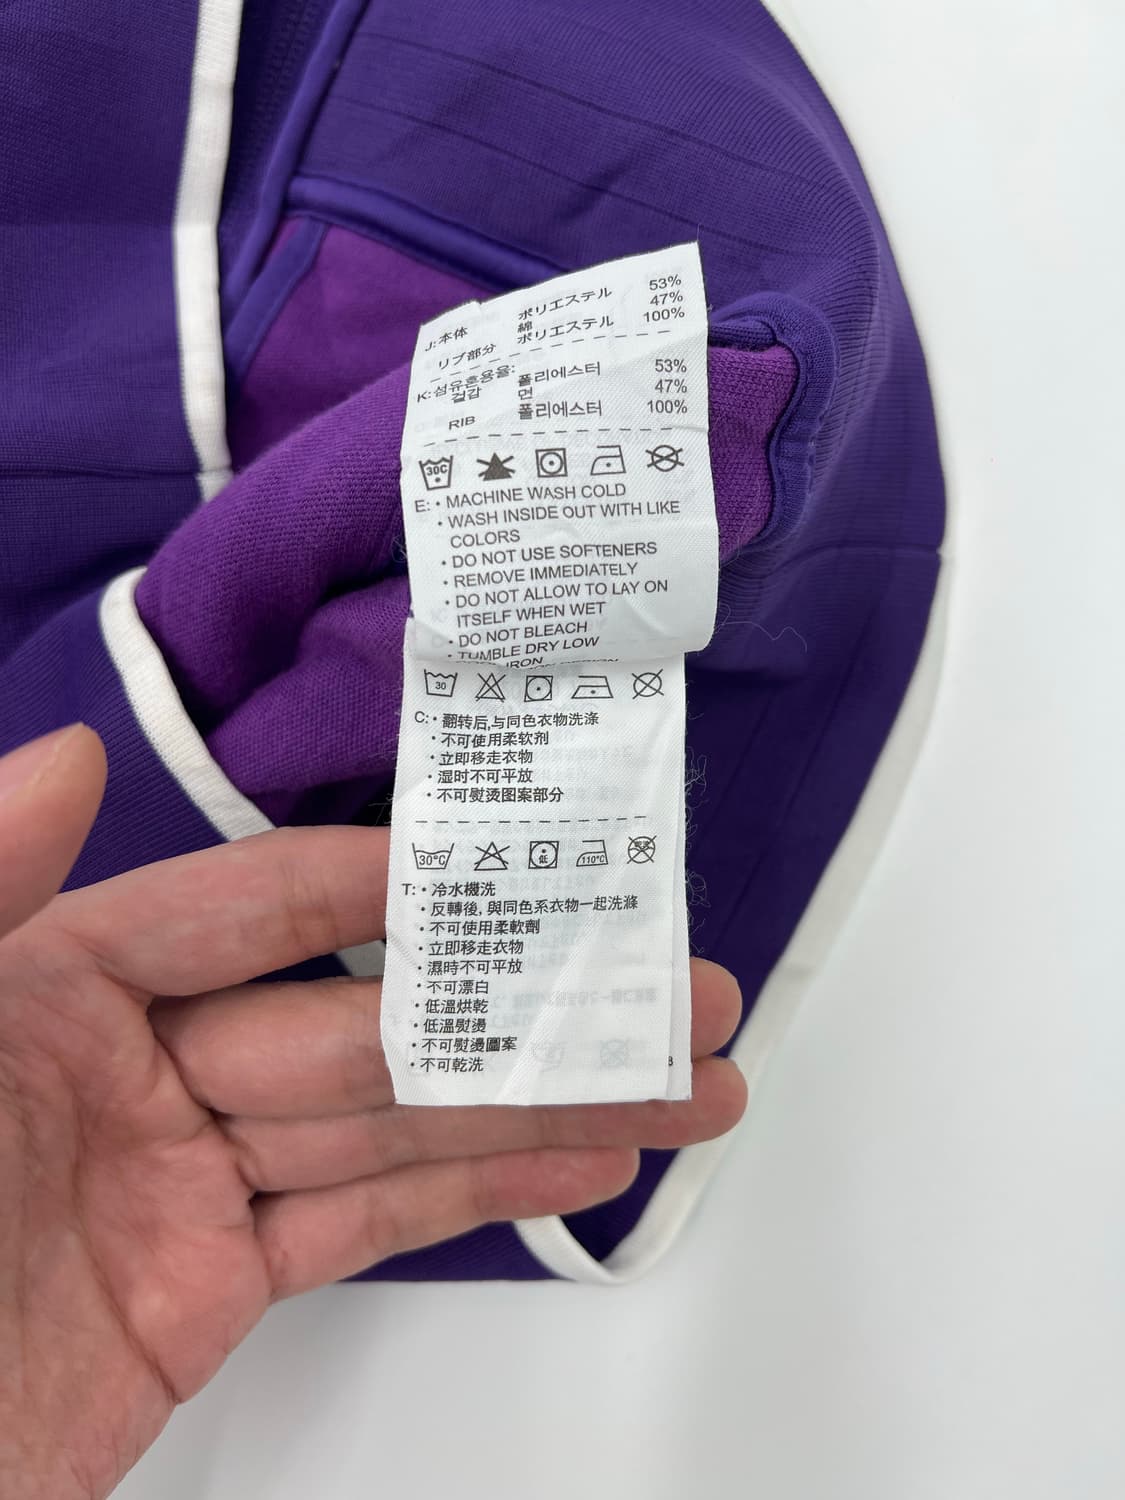 J:本体 ポリエステル 53%
綿 47%
リブ部分 ポリエステル 100%
K:섬유혼용율:
겉감 폴리에스터 53%
면 47%
RIB 폴리에스터 100%
30C
E: • MACHINE WASH COLD
• WASH INSIDE OUT WITH LIKE
COLORS
• DO NOT USE SOFTENERS
• REMOVE IMMEDIATELY
• DO NOT ALLOW TO LAY ON
ITSELF WHEN WET
• DO NOT BLEACH
• TUMBLE DRY LOW
COOL IRON
30
C: • 翻转后,与同色衣物洗涤
• 不可使用柔软剂
• 立即移走衣物
• 湿时不可平放
• 不可熨烫图案部分
30°C 低 110°C
T: • 冷水機洗
• 反轉後, 與同色系衣物一起洗滌
• 不可使用柔軟劑
• 立即移走衣物
• 濕時不可平放
• 不可漂白
• 低溫烘乾
• 低溫熨燙
• 不可熨燙圖案
• 不可乾洗